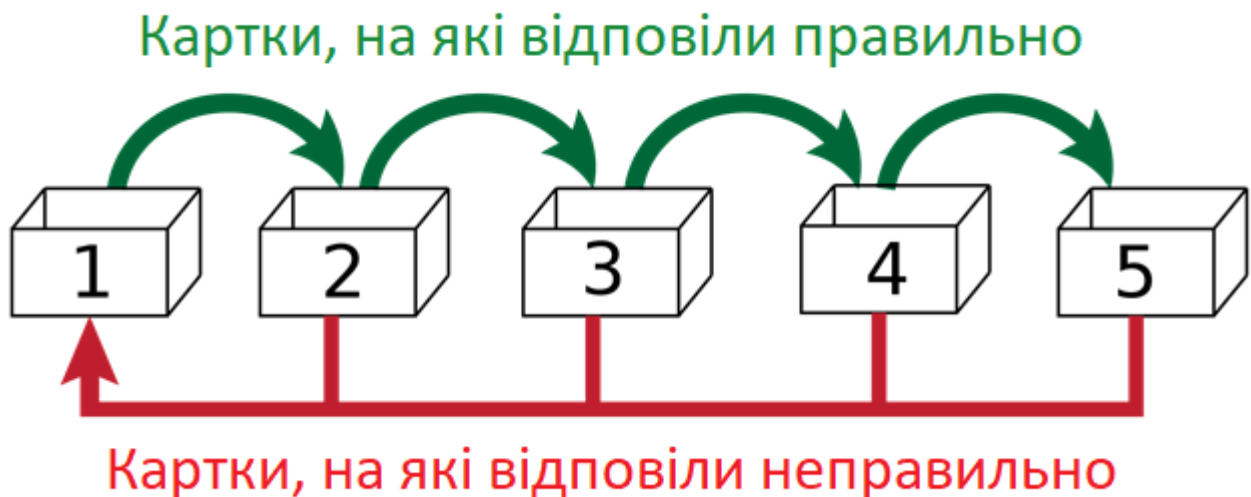 Картки, на які відповіли правильно
1 2 3 4 5
Картки, на які відповіли неправильно